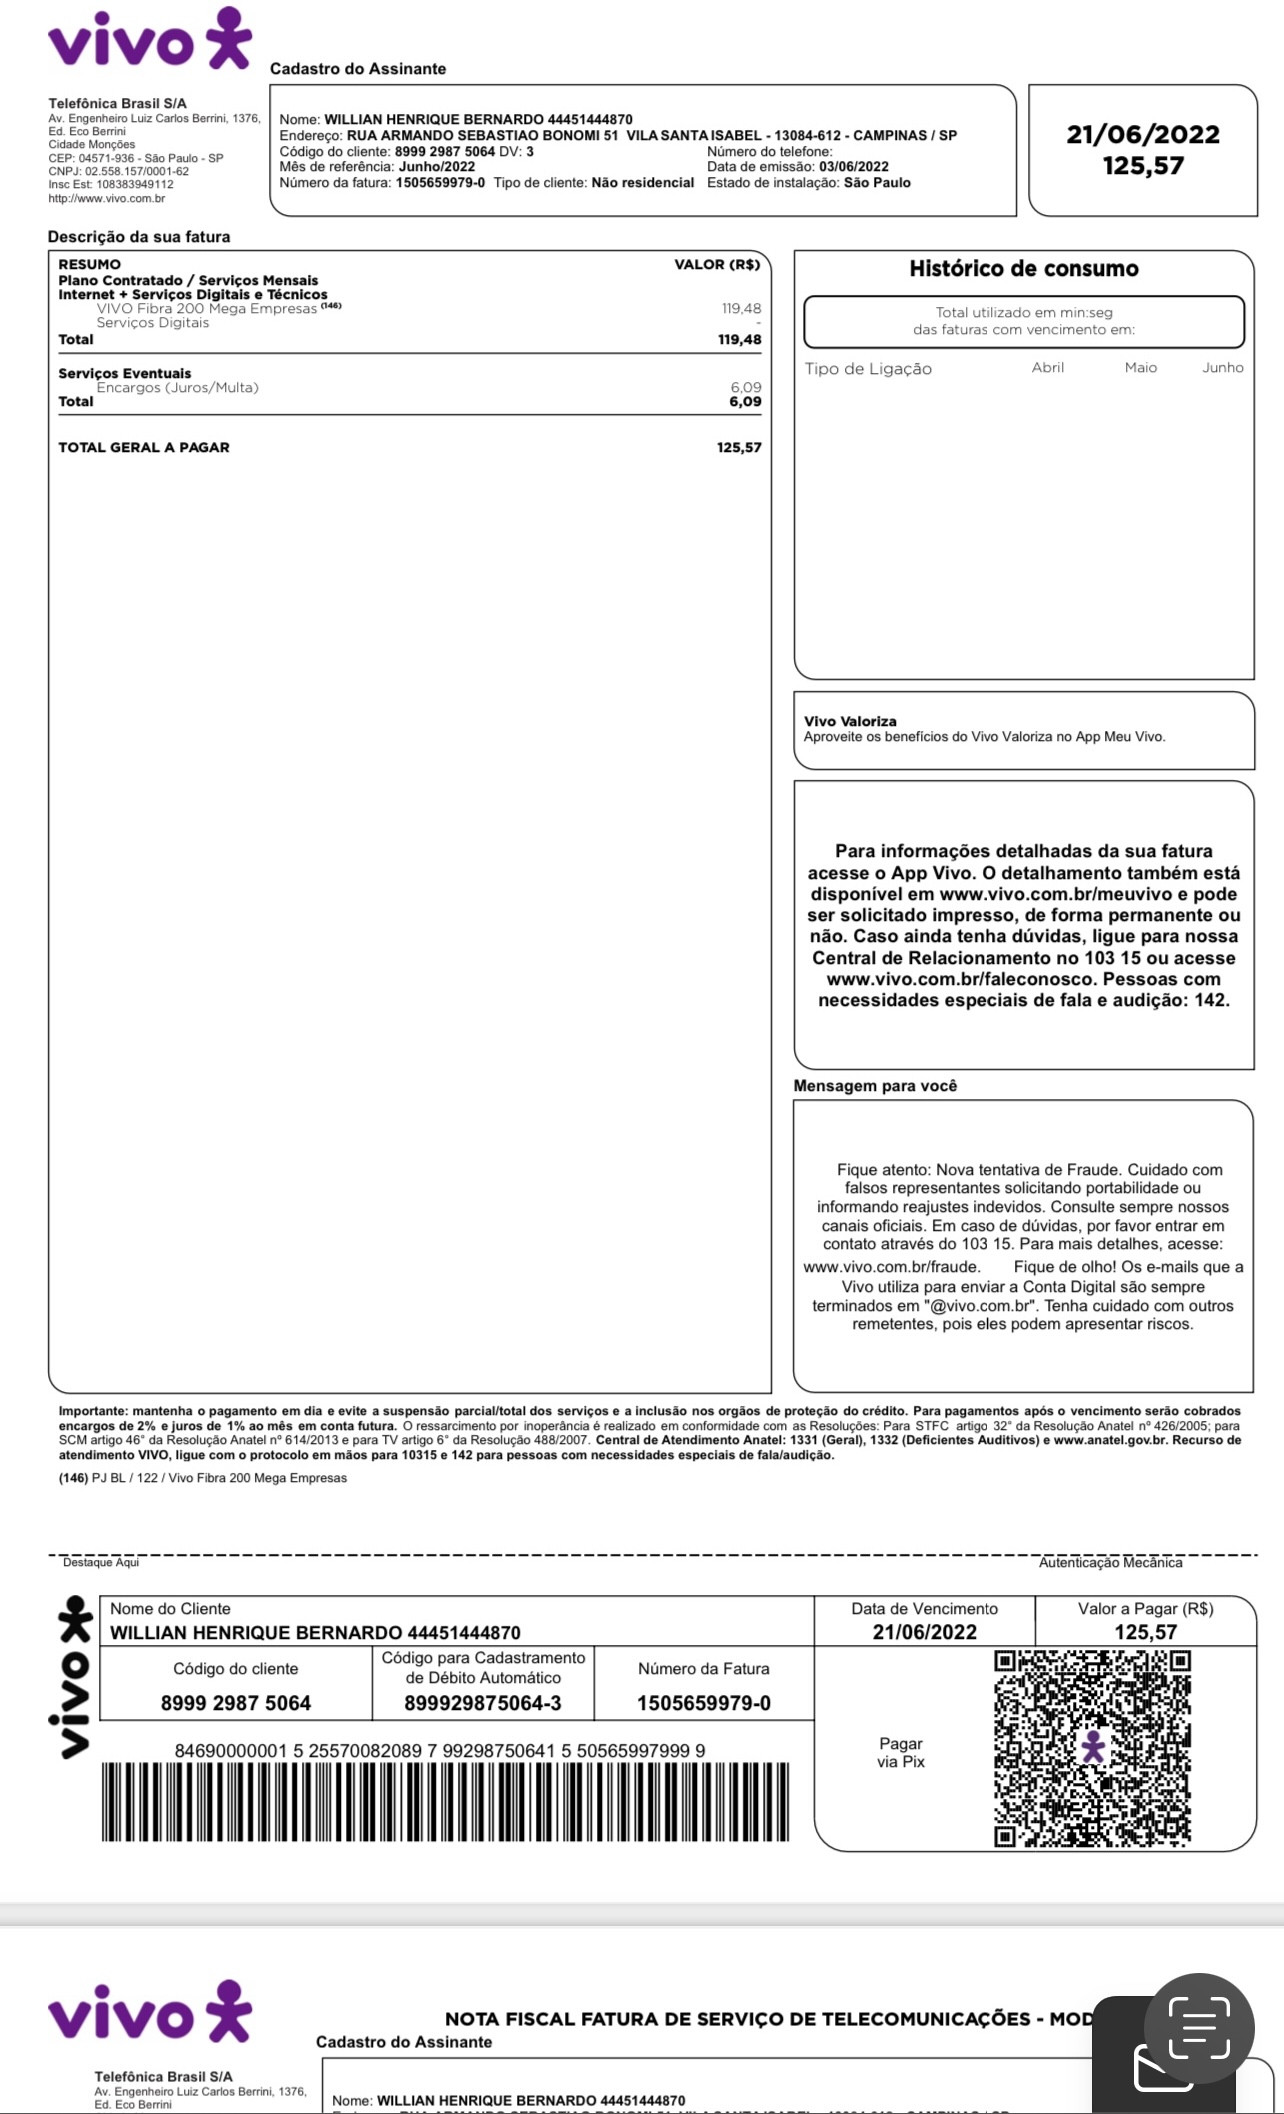 vivo
Cadastro do Assinante
Telefônica Brasil S/A
Av. Engenheiro Luiz Carlos Berrini, 1376,
Ed. Eco Berrini
Cidade Monções
CEP: 04571-936 - São Paulo - SP
CNPJ: 02.558.157/0001-62
Insc Est: 108383949112
http://www.vivo.com.br
Nome: WILLIAN HENRIQUE BERNARDO 44451444870
Endereço: RUA ARMANDO SEBASTIAO BONOMI 51 VILA SANTA ISABEL - 13084-612 - CAMPINAS / SP
Código do cliente: 8999 2987 5064 DV: 3 Número do telefone:
Mês de referência: Junho/2022 Data de emissão: 03/06/2022
Número da fatura: 1505659979-0 Tipo de cliente: Não residencial Estado de instalação: São Paulo
21/06/2022
125,57
Descrição da sua fatura
RESUMO VALOR (R$)
Plano Contratado / Serviços Mensais
Internet + Serviços Digitais e Técnicos
VIVO Fibra 200 Mega Empresas (146) 119,48
Serviços Digitais -
Total 119,48
Serviços Eventuais
Encargos (Juros/Multa) 6,09
Total 6,09
TOTAL GERAL A PAGAR 125,57
Histórico de consumo
Total utilizado em min:seg
das faturas com vencimento em:
Tipo de Ligação Abril Maio Junho
Vivo Valoriza
Aproveite os benefícios do Vivo Valoriza no App Meu Vivo.
Para informações detalhadas da sua fatura
acesse o App Vivo. O detalhamento também está
disponível em www.vivo.com.br/meuvivo e pode
ser solicitado impresso, de forma permanente ou
não. Caso ainda tenha dúvidas, ligue para nossa
Central de Relacionamento no 103 15 ou acesse
www.vivo.com.br/faleconosco. Pessoas com
necessidades especiais de fala e audição: 142.
Mensagem para você
Fique atento: Nova tentativa de Fraude. Cuidado com
falsos representantes solicitando portabilidade ou
informando reajustes indevidos. Consulte sempre nossos
canais oficiais. Em caso de dúvidas, por favor entrar em
contato através do 103 15. Para mais detalhes, acesse:
www.vivo.com.br/fraude. Fique de olho! Os e-mails que a
Vivo utiliza para enviar a Conta Digital são sempre
terminados em "@vivo.com.br". Tenha cuidado com outros
remetentes, pois eles podem apresentar riscos.
Importante: mantenha o pagamento em dia e evite a suspensão parcial/total dos serviços e a inclusão nos orgãos de proteção do crédito. Para pagamentos após o vencimento serão cobrados
encargos de 2% e juros de 1% ao mês em conta futura. O ressarcimento por inoperância é realizado em conformidade com as Resoluções: Para STFC artigo 32° da Resolução Anatel nº 426/2005; para
SCM artigo 46° da Resolução Anatel nº 614/2013 e para TV artigo 6° da Resolução 488/2007. Central de Atendimento Anatel: 1331 (Geral), 1332 (Deficientes Auditivos) e www.anatel.gov.br. Recurso de
atendimento VIVO, ligue com o protocolo em mãos para 10315 e 142 para pessoas com necessidades especiais de fala/audição.
(146) PJ BL / 122 / Vivo Fibra 200 Mega Empresas
Destaque Aqui Autenticação Mecânica
vivo
Nome do Cliente
WILLIAN HENRIQUE BERNARDO 44451444870
Data de Vencimento
21/06/2022
Valor a Pagar (R$)
125,57
Código do cliente
8999 2987 5064
Código para Cadastramento
de Débito Automático
899929875064-3
Número da Fatura
1505659979-0
84690000001 5 25570082089 7 99298750641 5 50565997999 9
Pagar
via Pix
vivo
NOTA FISCAL FATURA DE SERVIÇO DE TELECOMUNICAÇÕES - MOD
Cadastro do Assinante
Telefônica Brasil S/A
Av. Engenheiro Luiz Carlos Berrini, 1376,
Ed. Eco Berrini
Nome: WILLIAN HENRIQUE BERNARDO 44451444870